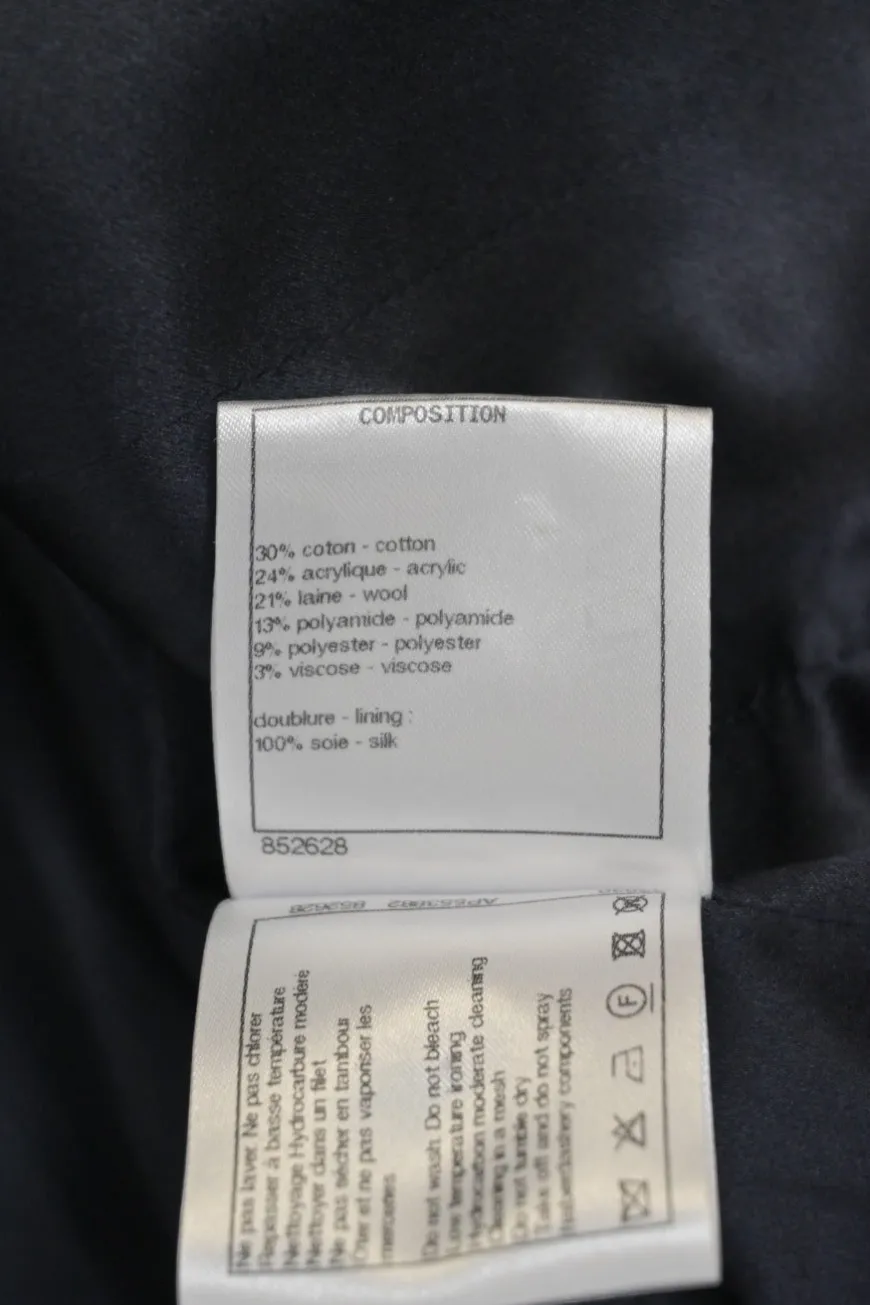 COMPOSITION
30% coton - cotton
24% acrylique - acrylic
21% laine - wool
13% polyamide - polyamide
9% polyester - polyester
3% viscose - viscose
doublure - lining :
100% soie - silk
852628
852628
Ne pas laver Ne pas chlorer
Repasser à basse température
Nettoyage Hydrocarbure modéré
Nettoyer dans un filet
Ne pas sécher en tambour
Oter et ne pas vaporiser les
merceries
Do not wash Do not bleach
Low temperature ironing
Hydrocarbon moderate cleaning
Cleaning in a mesh
Do not tumble dry
Take off and do not spray
haberdashery components
F